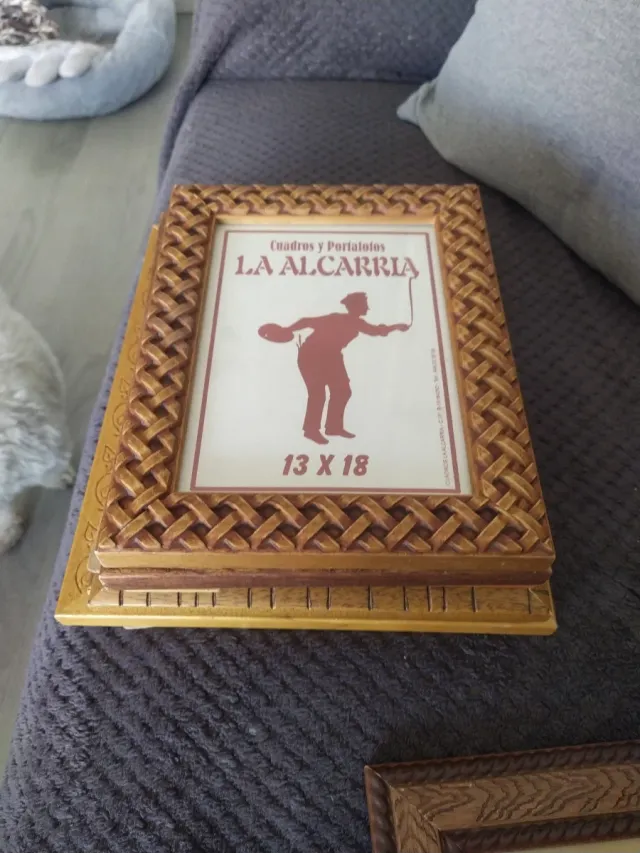 Cuadros y Portafotos
LA ALCARRIA
13 X 18